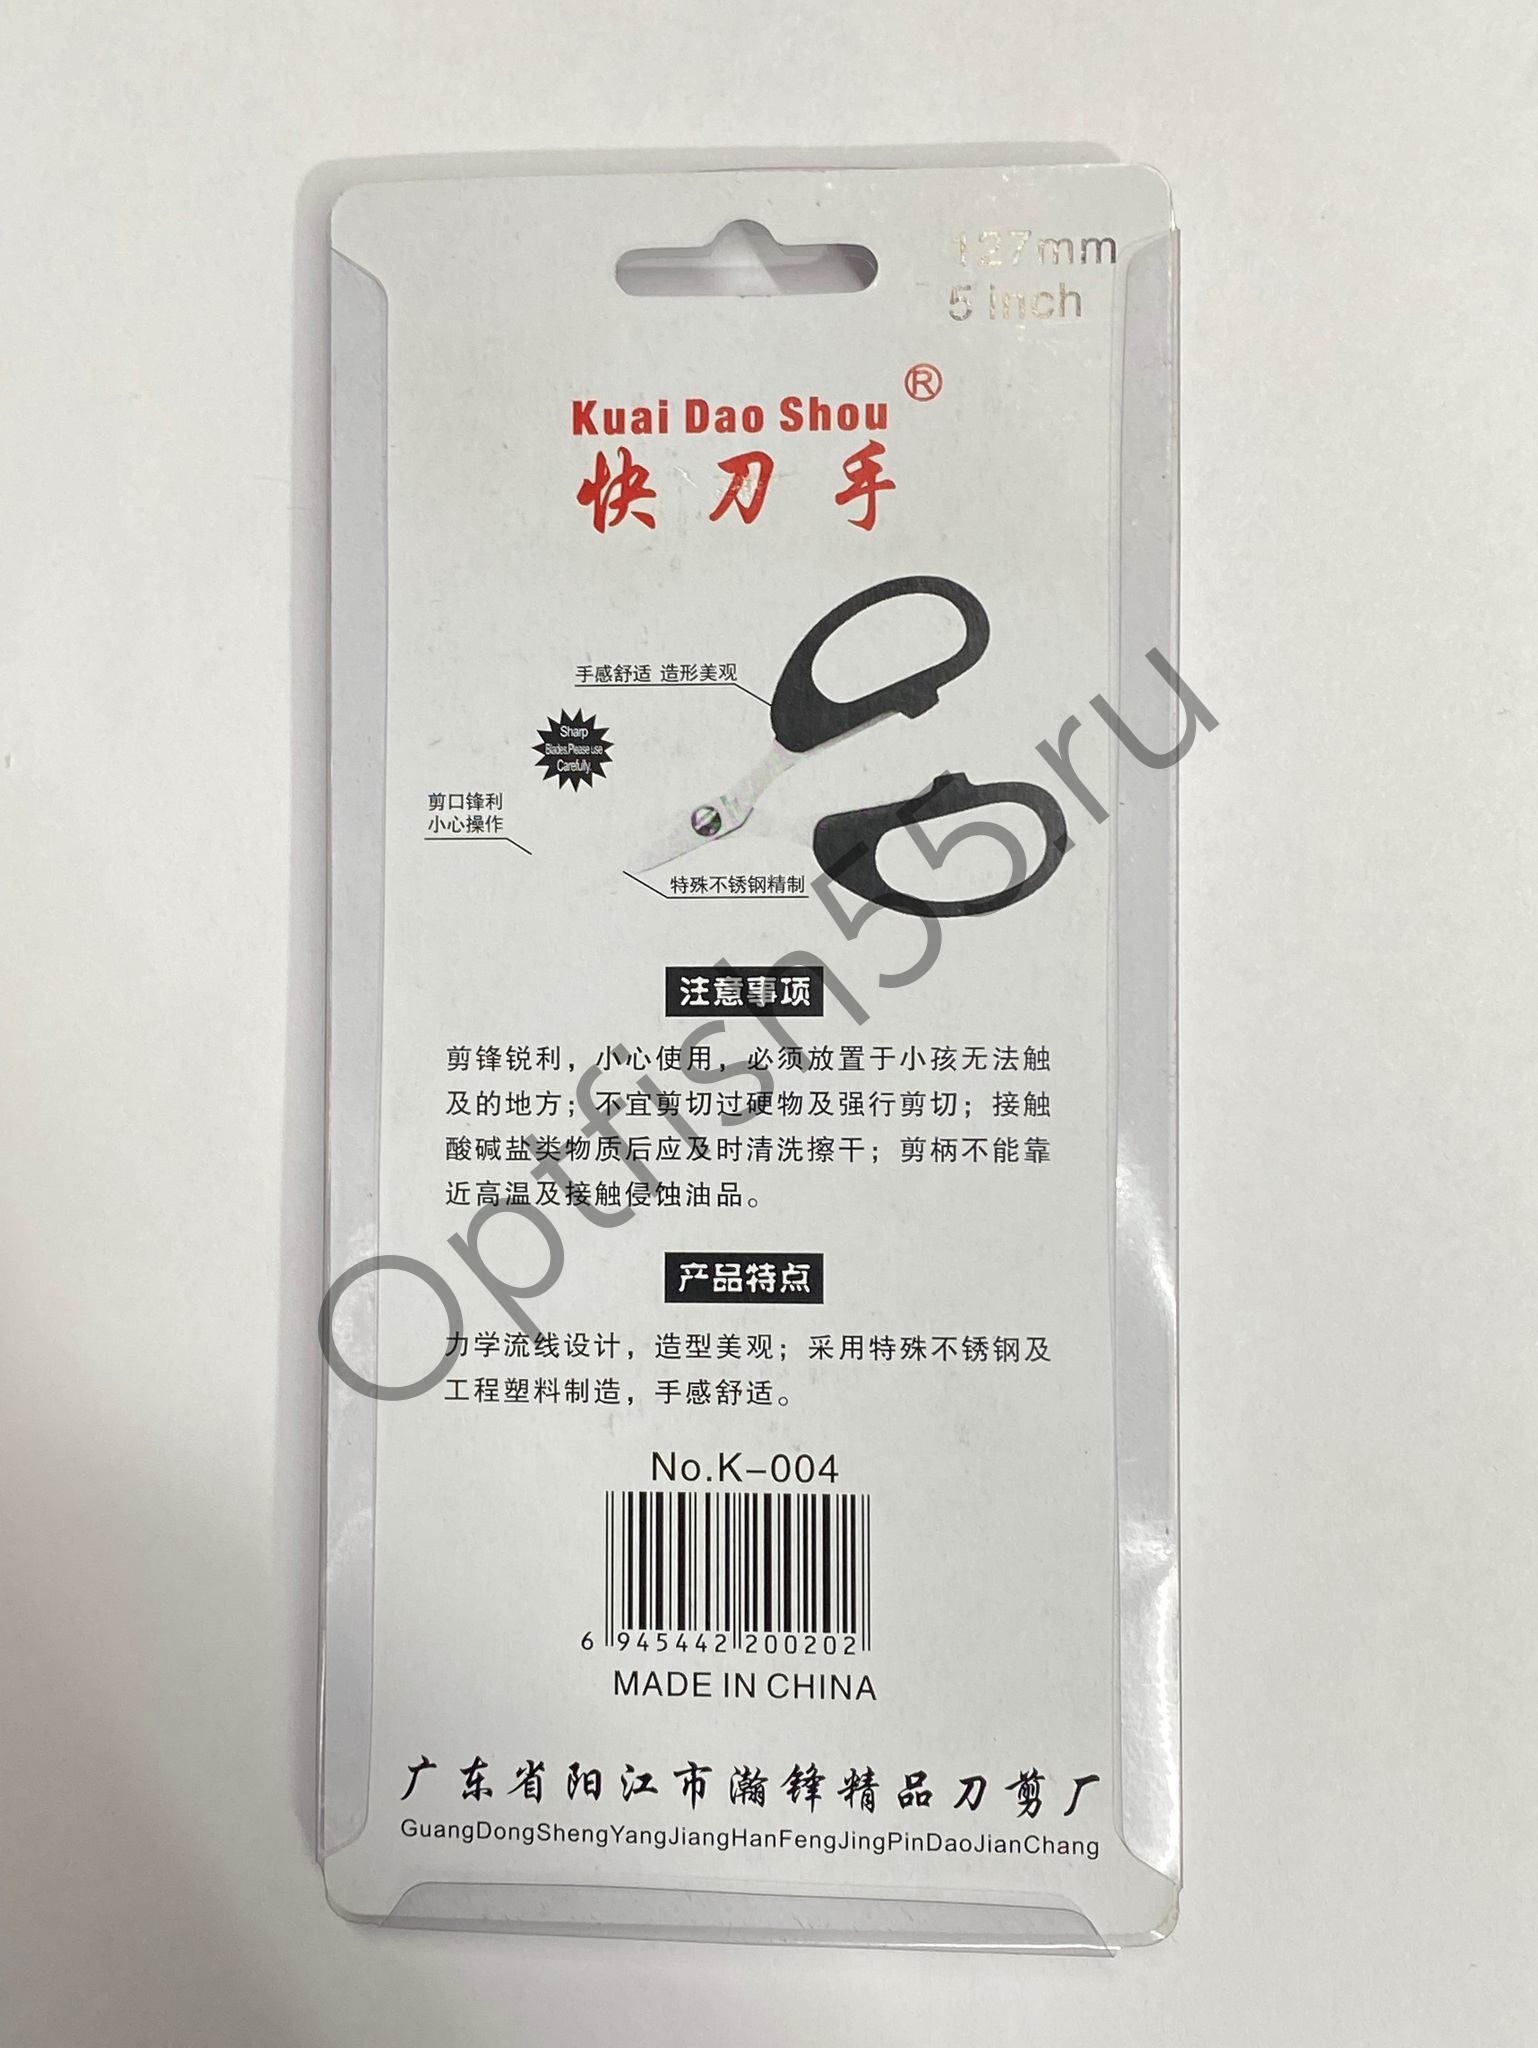 127mm
5 inch
Kuai Dao Shou ®
快刀手
手感舒适 造形美观
Sharp
Blades.Please use
Carefully.
剪口锋利
小心操作
特殊不锈钢精制
注意事项
剪锋锐利，小心使用，必须放置于小孩无法触
及的地方；不宜剪切过硬物及强行剪切；接触
酸碱盐类物质后应及时清洗擦干；剪柄不能靠
近高温及接触侵蚀油品。
产品特点
力学流线设计，造型美观；采用特殊不锈钢及
工程塑料制造，手感舒适。
No.K-004
6 945442 200202
MADE IN CHINA
广东省阳江市瀚锋精品刀剪厂
GuangDongShengYangJiangHanFengJingPinDaoJianChang
Optfish55.ru